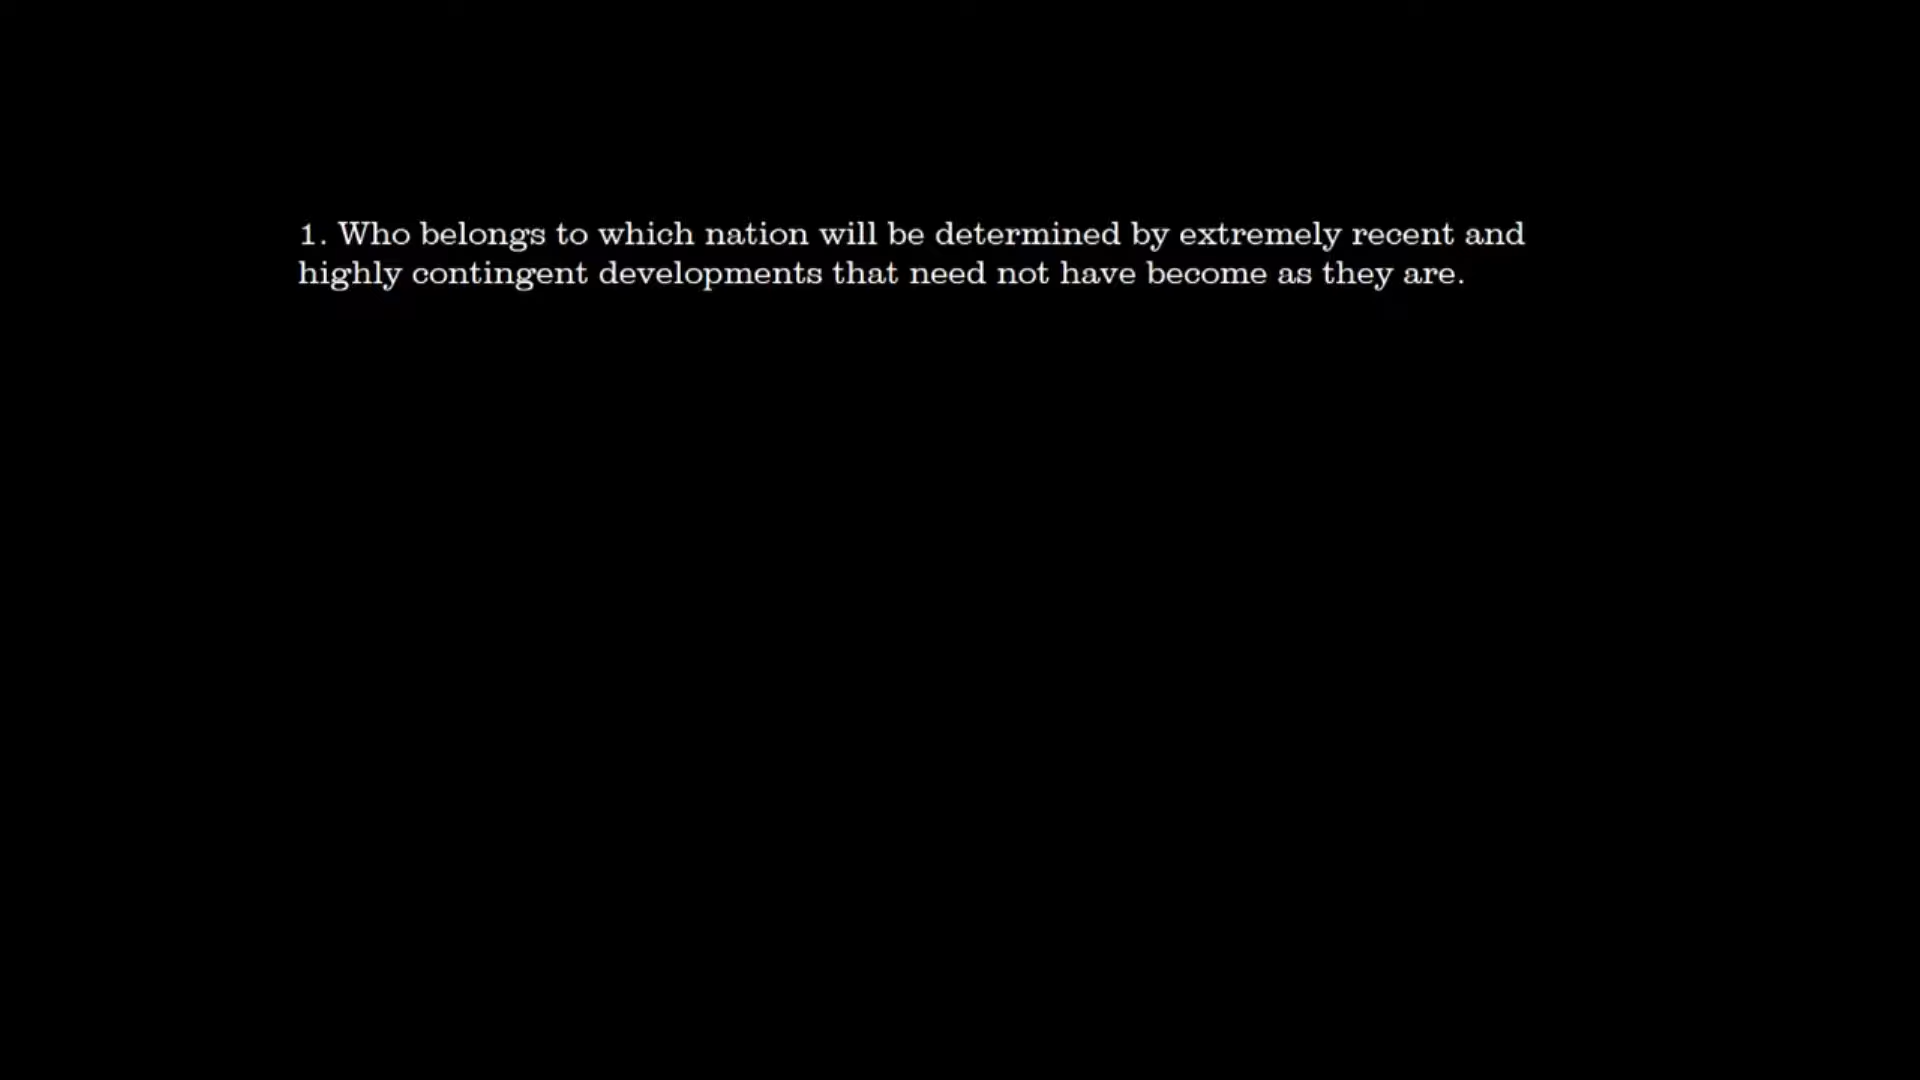 1. Who belongs to which nation will be determined by extremely recent and
highly contingent developments that need not have become as they are.